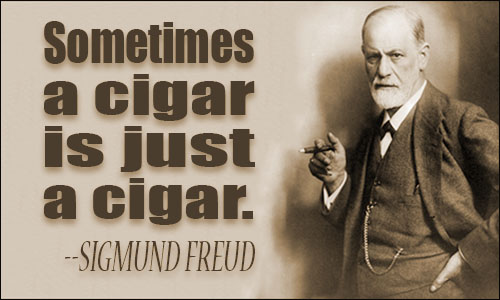 Sometimes
a cigar
is just
a cigar.
--SIGMUND FREUD